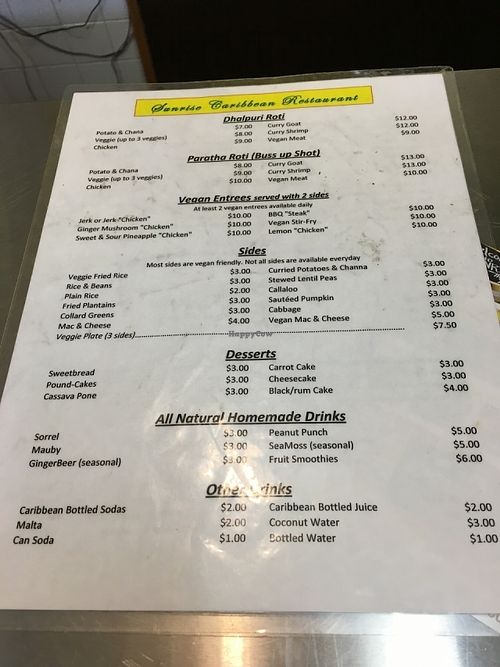 Sunrise Caribbean Restaurant
Dhalpuri Roti
Potato & Chana $7.00 Curry Goat $12.00
Veggie (up to 3 veggies) $8.00 Curry Shrimp $12.00
Chicken $9.00 Vegan Meat $9.00
Paratha Roti (Buss up Shot)
Potato & Chana $8.00 Curry Goat $13.00
Veggie (up to 3 veggies) $9.00 Curry Shrimp $13.00
Chicken $10.00 Vegan Meat $10.00
Vegan Entrees served with 2 sides
At least 2 vegan entrees available daily
Jerk or Jerk "Chicken" $10.00 BBQ "Steak" $10.00
Ginger Mushroom "Chicken" $10.00 Vegan Stir-Fry $10.00
Sweet & Sour Pineapple "Chicken" $10.00 Lemon "Chicken" $10.00
Sides
Most sides are vegan friendly. Not all sides are available everyday
Veggie Fried Rice $3.00 Curried Potatoes & Channa $3.00
Rice & Beans $3.00 Stewed Lentil Peas $3.00
Plain Rice $2.00 Callaloo $3.00
Fried Plantains $3.00 Sautéed Pumpkin $3.00
Collard Greens $3.00 Cabbage $3.00
Mac & Cheese $4.00 Vegan Mac & Cheese $5.00
Veggie Plate (3 sides) $7.50
HappyCow
Desserts
Sweetbread $3.00 Carrot Cake $3.00
Pound-Cakes $3.00 Cheesecake $3.00
Cassava Pone $3.00 Black/rum Cake $4.00
All Natural Homemade Drinks
Sorrel $3.00 Peanut Punch $5.00
Mauby $3.00 SeaMoss (seasonal) $5.00
GingerBeer (seasonal) $3.00 Fruit Smoothies $6.00
Other Drinks
Caribbean Bottled Sodas $2.00 Caribbean Bottled Juice $2.00
Malta $2.00 Coconut Water $3.00
Can Soda $1.00 Bottled Water $1.00